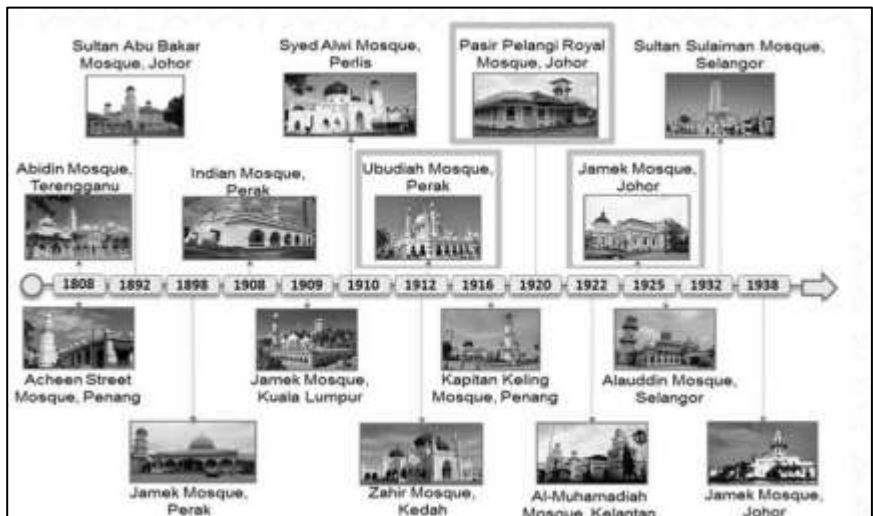 Sultan Abu Bakar
Mosque, Johor
Syed Alwi Mosque,
Perlis
Pasir Pelangi Royal
Mosque, Johor
Sultan Sulaiman Mosque,
Selangor
Abidin Mosque,
Terengganu
Indian Mosque,
Perak
Ubudiah Mosque,
Perak
Jamek Mosque,
Johor
1808 1892 1898 1908 1909 1910 1912 1916 1920 1922 1925 1932 1938
Acheen Street
Mosque, Penang
Jamek Mosque,
Kuala Lumpur
Kapitan Keling
Mosque, Penang
Alauddin Mosque,
Selangor
Jamek Mosque,
Perak
Zahir Mosque,
Kedah
Al-Muhamadiah
Mosque, Kelantan
Jamek Mosque,
Johor